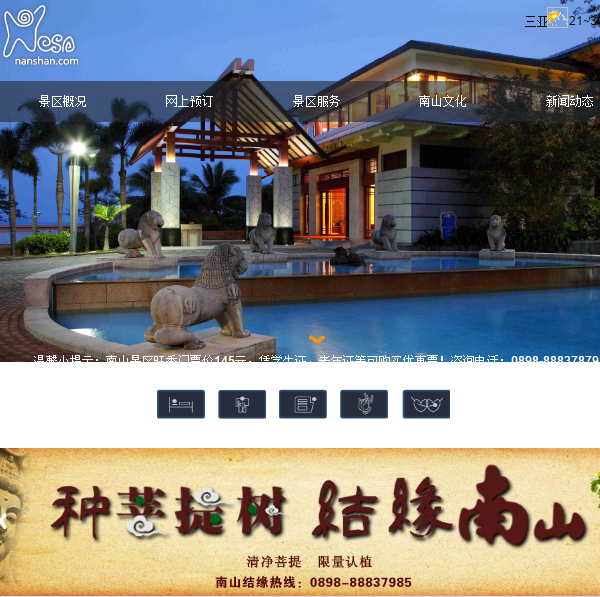 nanshan.com
三亚
21~3
景区概况 网上预订 景区服务 南山文化 新闻动态
温馨小提示：南山景区旺季门票价145元，凭学生证、老年证等可购买优惠票！咨询电话：0898-88837879
种菩提树 结缘南山
清净菩提 限量认植
南山结缘热线：0898-88837985